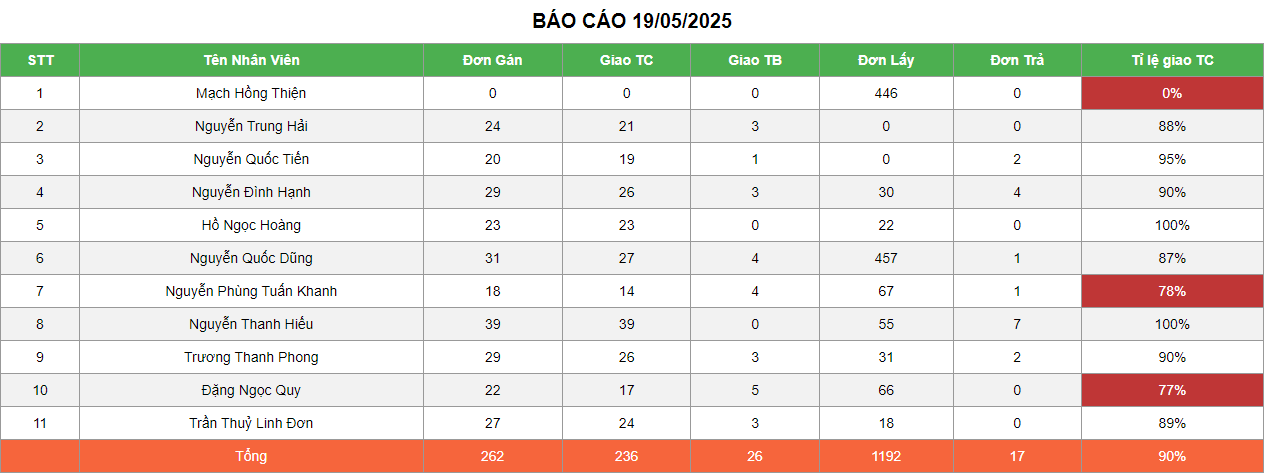 BÁO CÁO 19/05/2025
STT Tên Nhân Viên Đơn Gán Giao TC Giao TB Đơn Lấy Đơn Trả Tỉ lệ giao TC
1 Mạch Hồng Thiện 0 0 0 446 0 0%
2 Nguyễn Trung Hải 24 21 3 0 0 88%
3 Nguyễn Quốc Tiến 20 19 1 0 2 95%
4 Nguyễn Đình Hạnh 29 26 3 30 4 90%
5 Hồ Ngọc Hoàng 23 23 0 22 0 100%
6 Nguyễn Quốc Dũng 31 27 4 457 1 87%
7 Nguyễn Phùng Tuấn Khanh 18 14 4 67 1 78%
8 Nguyễn Thanh Hiếu 39 39 0 55 7 100%
9 Trương Thanh Phong 29 26 3 31 2 90%
10 Đặng Ngọc Quy 22 17 5 66 0 77%
11 Trần Thuỷ Linh Đơn 27 24 3 18 0 89%
Tổng 262 236 26 1192 17 90%